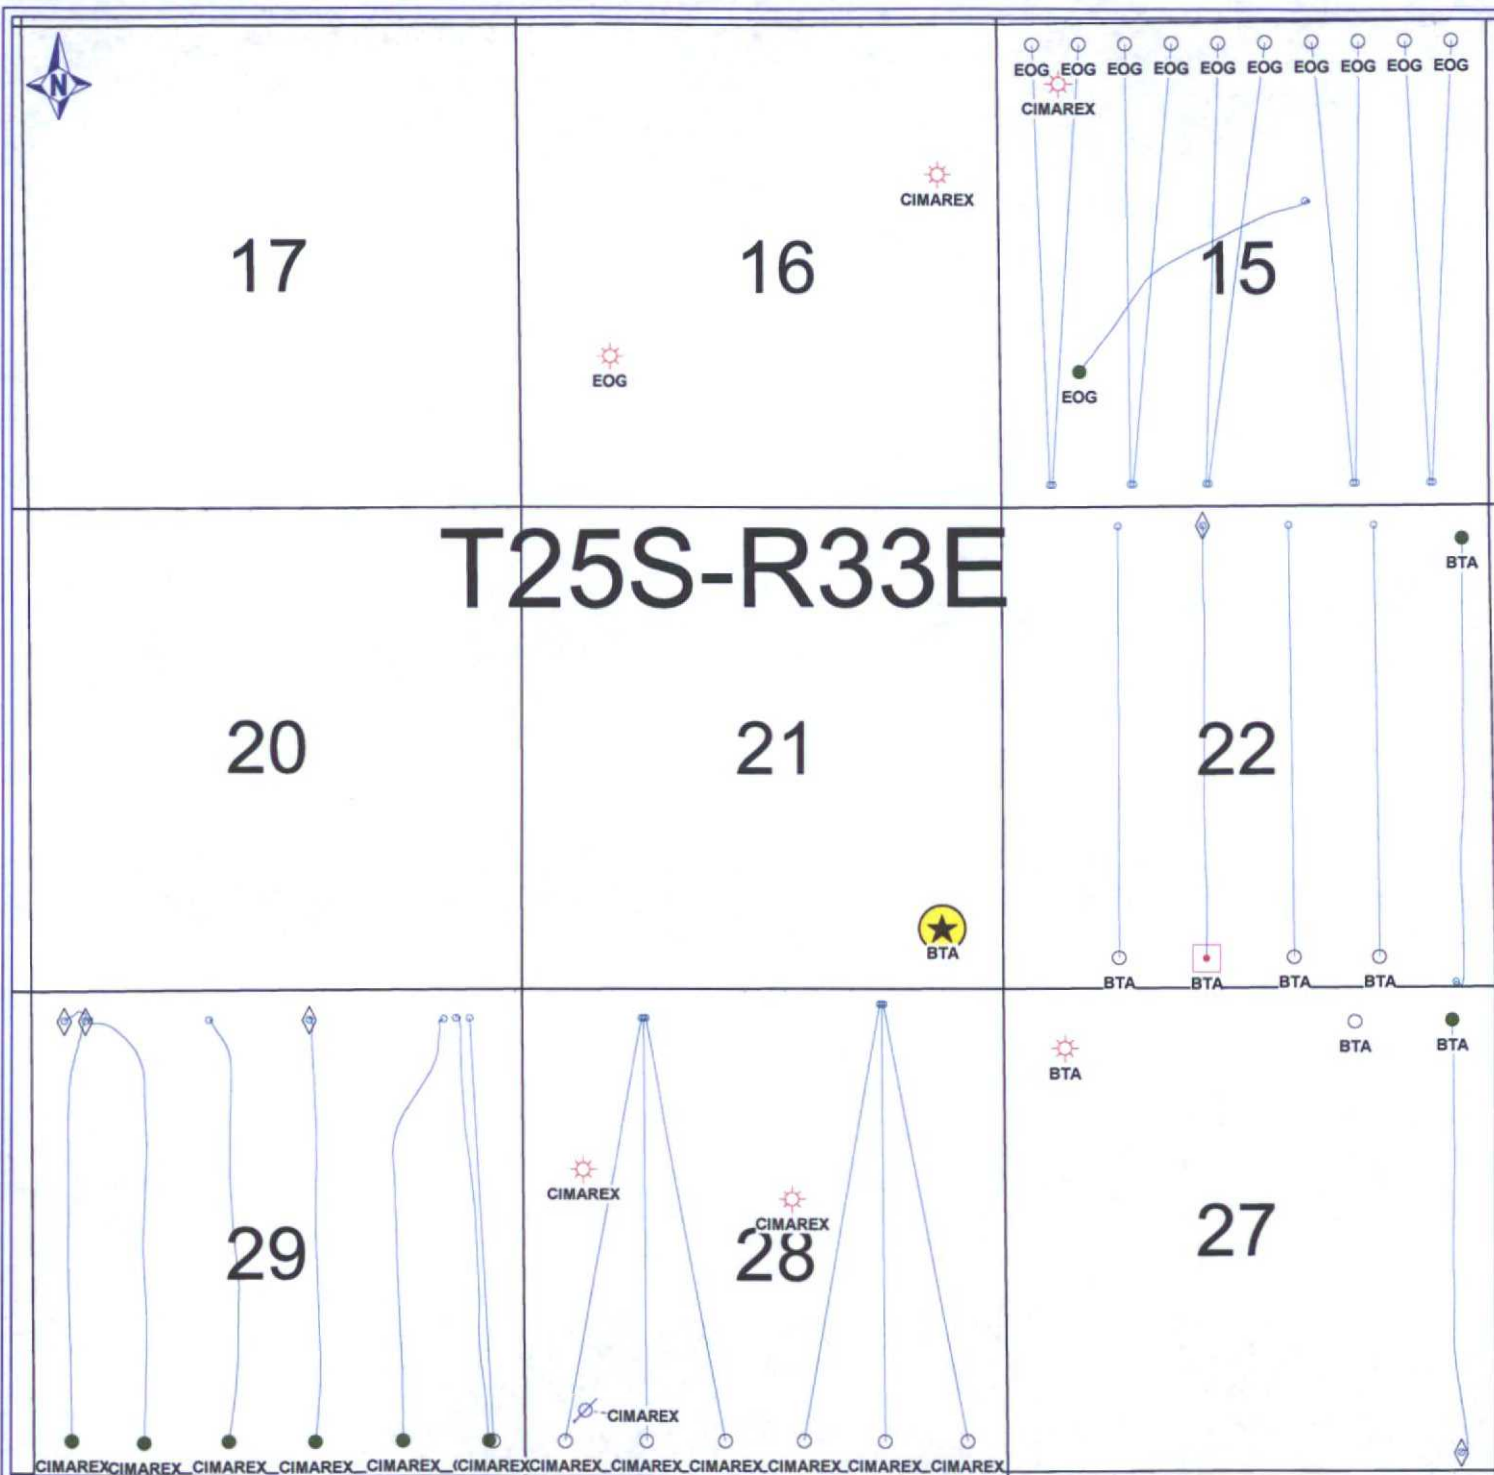 N
EOG EOG EOG EOG EOG EOG EOG EOG EOG EOG
CIMAREX
CIMAREX
17
16
15
EOG
EOG
T25S-R33E
BTA
20
21
22
BTA
BTA BTA BTA BTA
BTA
BTA
BTA
CIMAREX
CIMAREX
29
28
27
CIMAREX
CIMAREX CIMAREX CIMAREX CIMAREX CIMAREX (CIMAREX CIMAREX CIMAREX CIMAREX CIMAREX CIMAREX CIMAREX